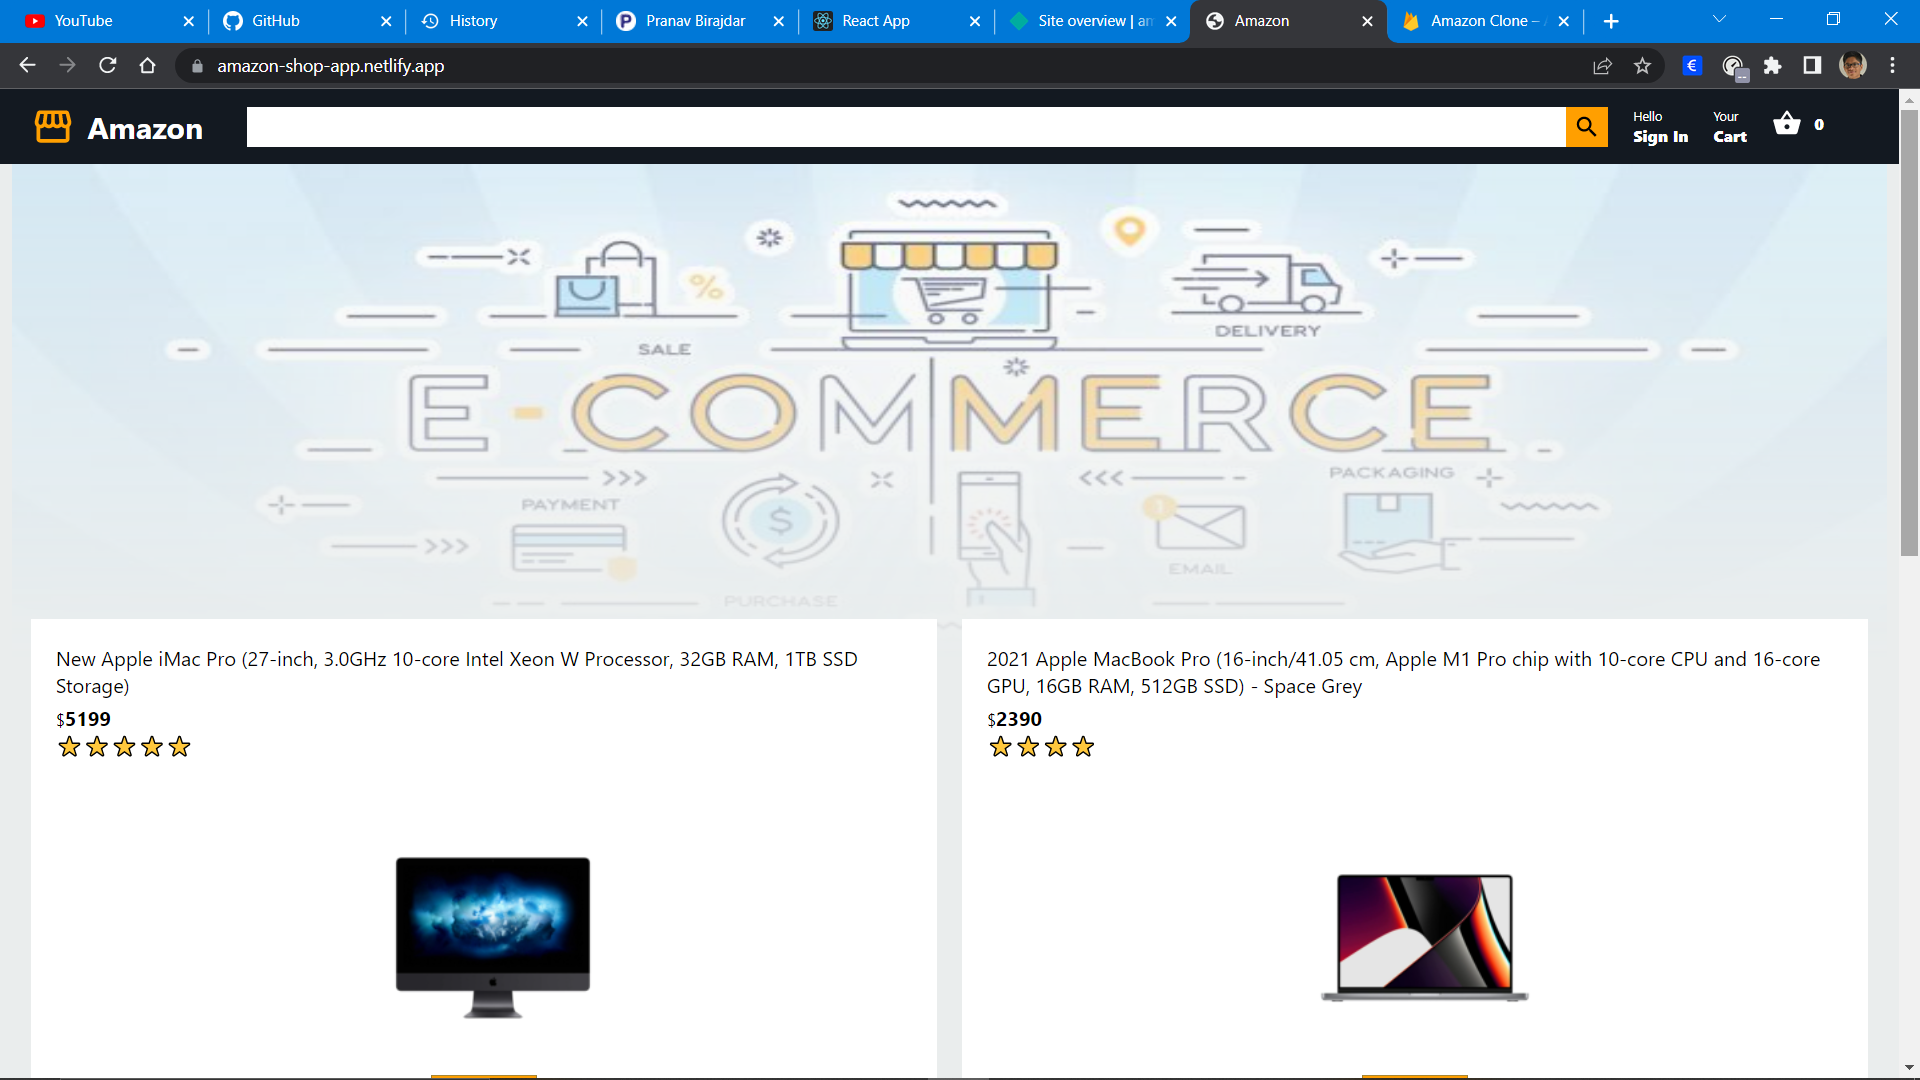 YouTube
GitHub
History
Pranav Birajdar
React App
Site overview | am
Amazon
Amazon Clone –
amazon-shop-app.netlify.app
Amazon
Hello
Sign In
Your
Cart
0
SALE
%
DELIVERY
E-COMMERCE
PAYMENT
$
1
PACKAGING
EMAIL
PURCHASE
New Apple iMac Pro (27-inch, 3.0GHz 10-core Intel Xeon W Processor, 32GB RAM, 1TB SSD
Storage)
$5199
2021 Apple MacBook Pro (16-inch/41.05 cm, Apple M1 Pro chip with 10-core CPU and 16-core
GPU, 16GB RAM, 512GB SSD) - Space Grey
$2390